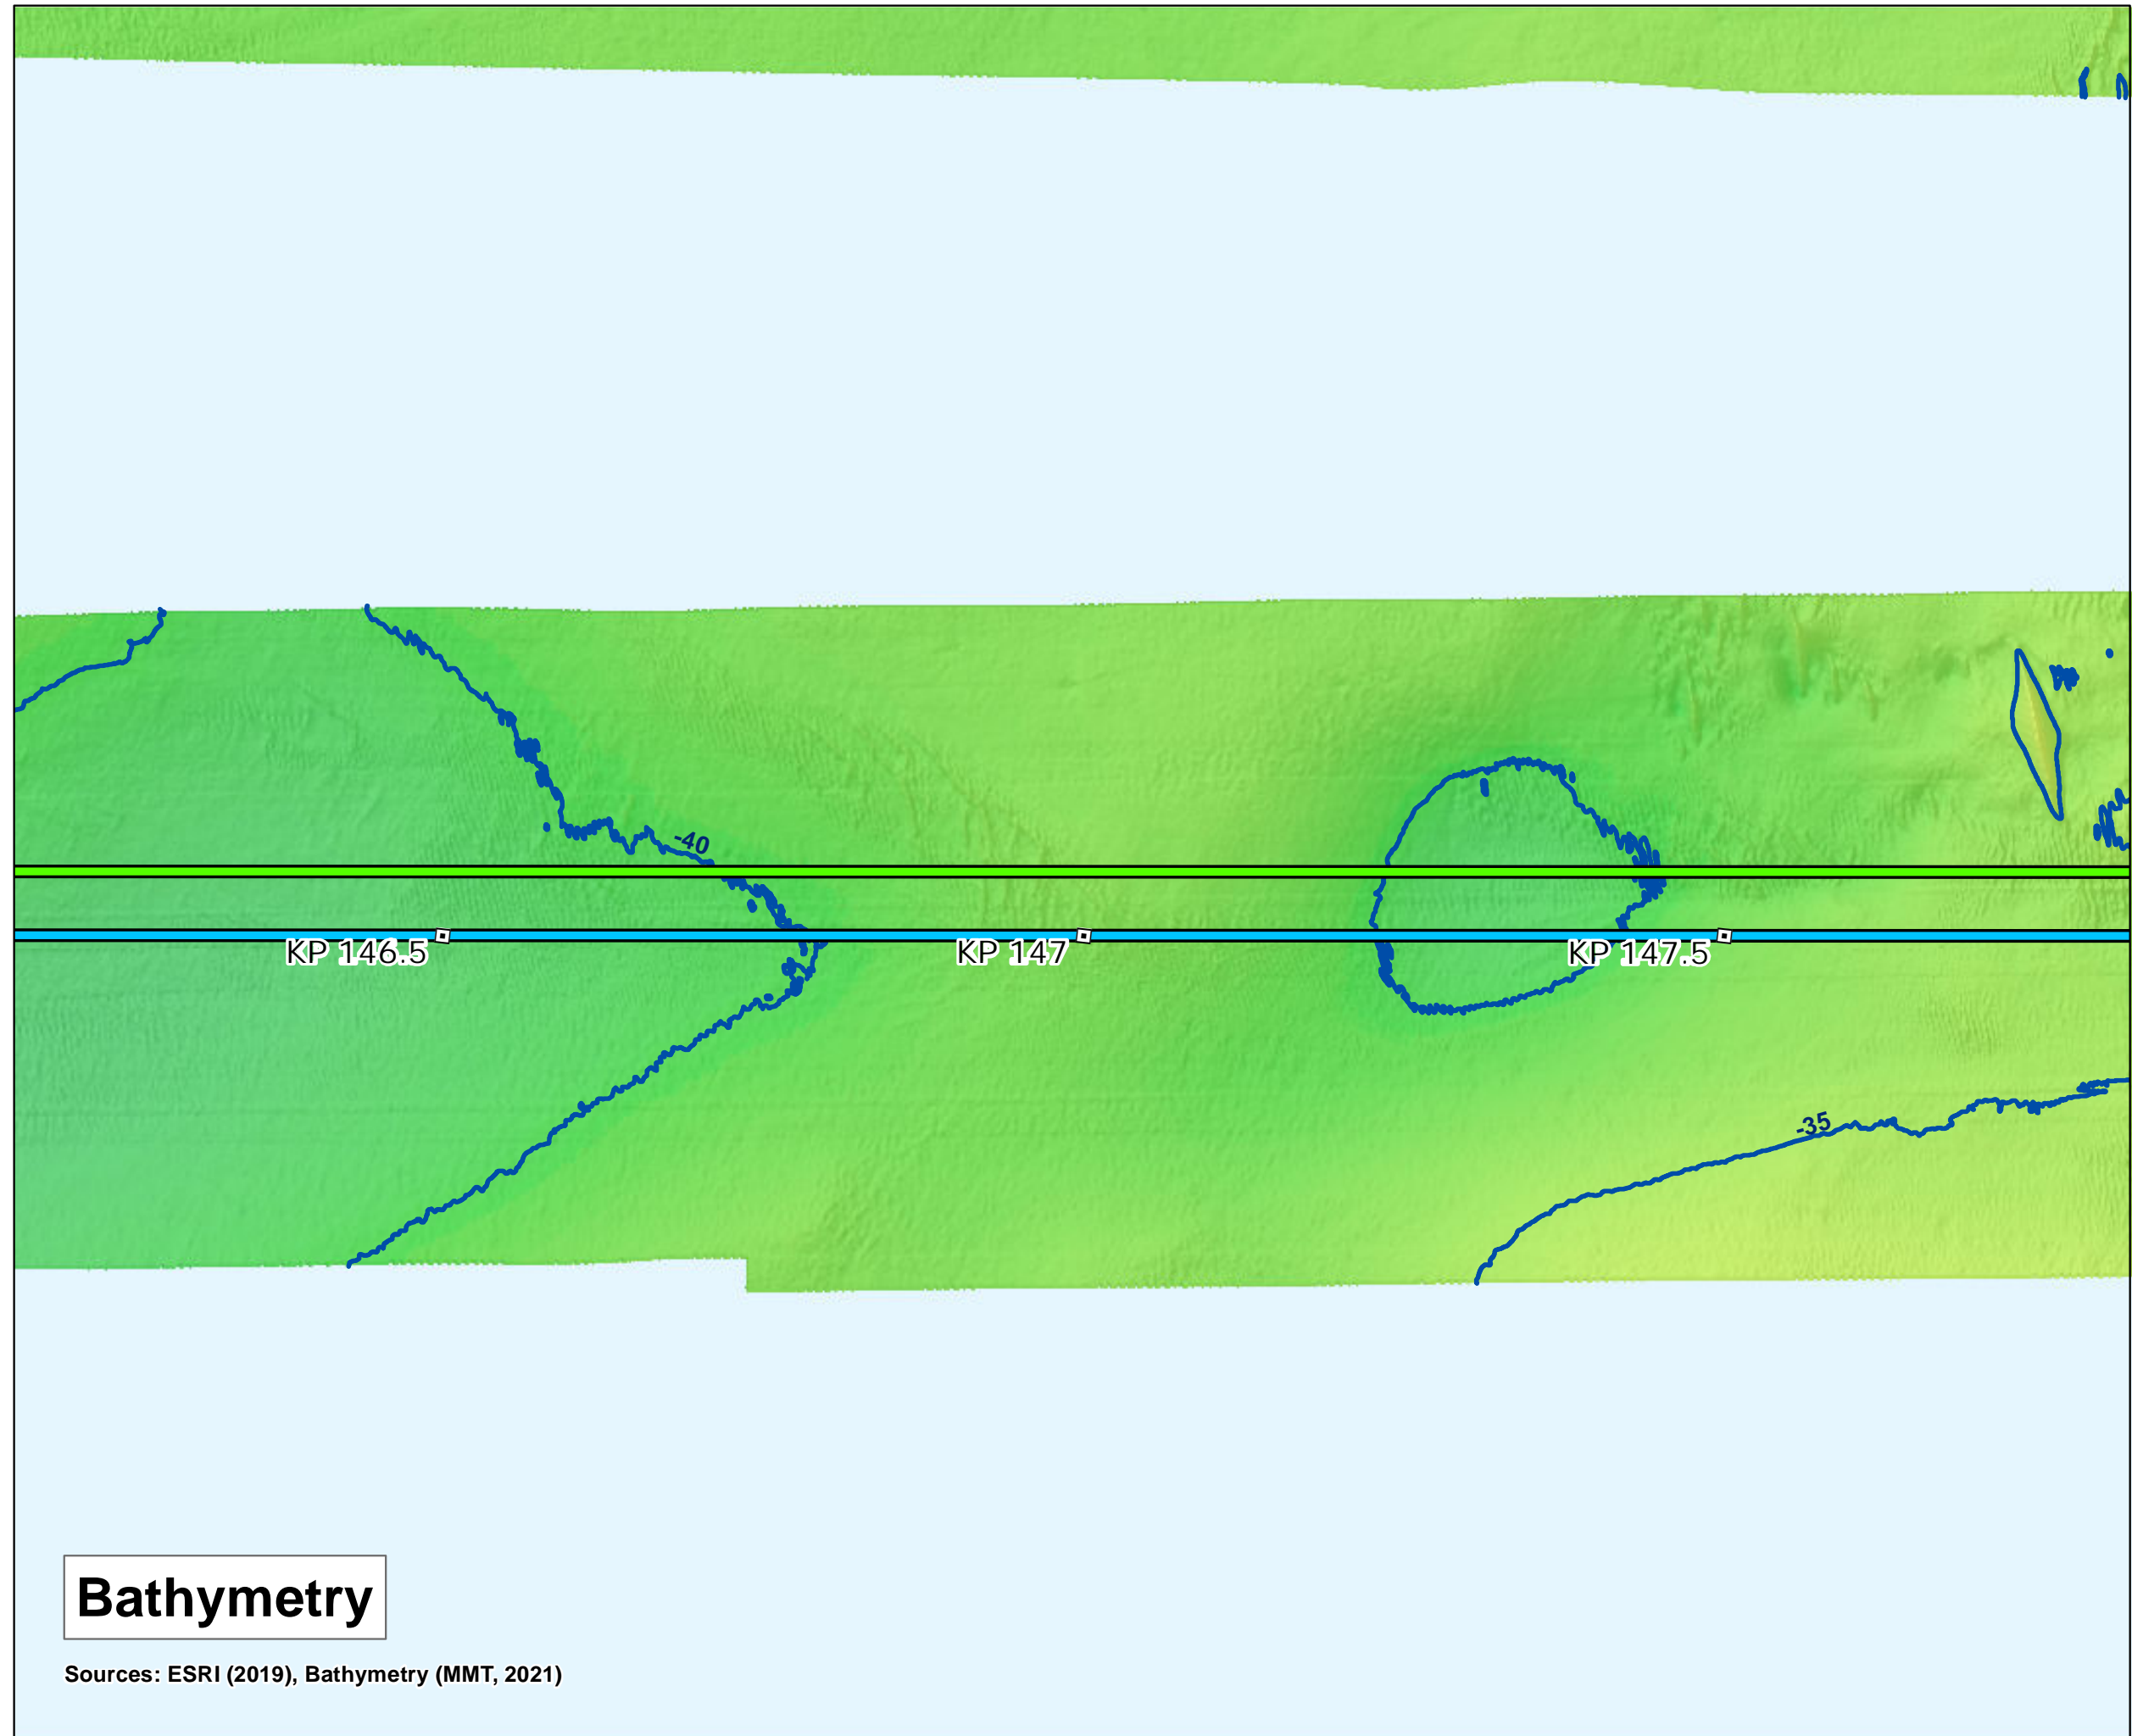 -40
KP 146.5
KP 147
KP 147.5
-35
Bathymetry
Sources: ESRI (2019), Bathymetry (MMT, 2021)